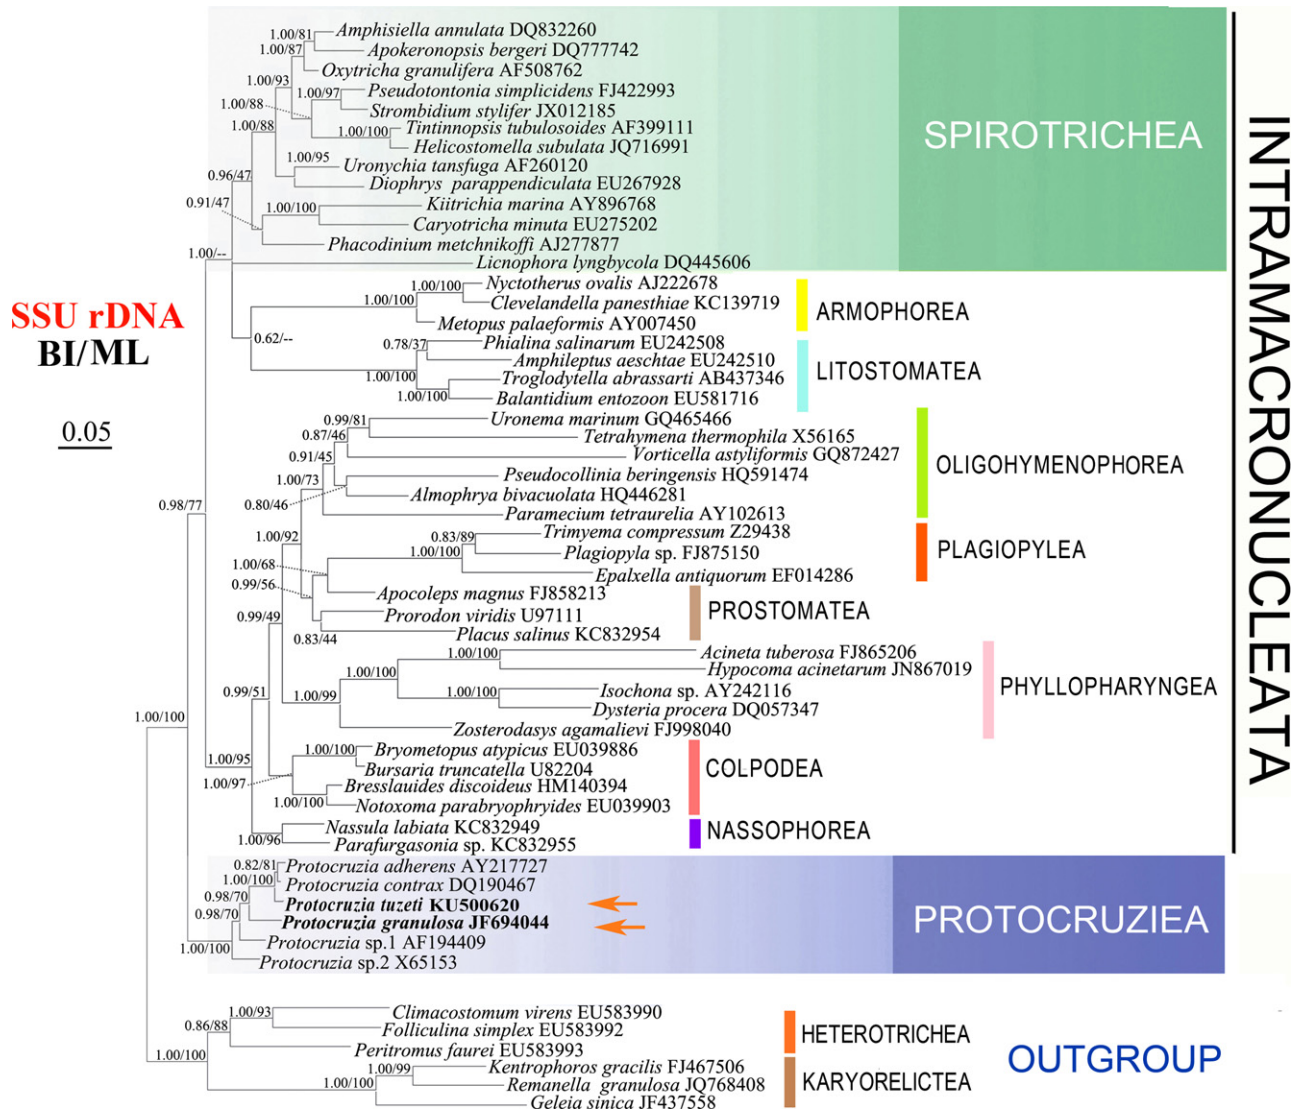 1.00/81
Amphisiella annulata DQ832260
1.00/87
Apokeronopsis bergeri DQ777742
Oxytricha granulifera AF508762
1.00/93
1.00/97
Pseudotontonia simplicidens FJ422993
1.00/88
Strombidium stylifer JX012185
1.00/88
1.00/100
Tintinnopsis tubulosoides AF399111
Helicostomella subulata JQ716991
1.00/95
Uronychia tansfuga AF260120
0.96/47
Diophrys parappendiculata EU267928
0.91/47
1.00/100
Kiitrichia marina AY896768
Caryotricha minuta EU275202
Phacodinium metchnikoffi AJ277877
1.00/--
Licnophora lyngbycola DQ445606
SPIROTRICHEA
INTRAMACRONUCLEATA
SSU rDNA
BI/ML
0.05
1.00/100
Nyctotherus ovalis AJ222678
1.00/100
Clevelandella panesthiae KC139719
Metopus palaeformis AY007450
ARMOPHOREA
0.62/--
0.78/37
Phialina salinarum EU242508
Amphileptus aeschtae EU242510
1.00/100
Troglodytella abrassarti AB437346
1.00/100
Balantidium entozoon EU581716
LITOSTOMATEA
0.99/81
Uronema marinum GQ465466
0.87/46
Tetrahymena thermophila X56165
0.91/45
Vorticella astyliformis GQ872427
1.00/73
Pseudocollinia beringensis HQ591474
0.80/46
Almophrya bivacuolata HQ446281
Paramecium tetraurelia AY102613
OLIGOHYMENOPHOREA
0.98/77
1.00/92
0.83/89
Trimyema compressum Z29438
1.00/100
Plagiopyla sp. FJ875150
1.00/68
Epalxella antiquorum EF014286
PLAGIOPYLEA
0.99/56
Apocoleps magnus FJ858213
Prorodon viridis U97111
0.83/44
Placus salinus KC832954
PROSTOMATEA
0.99/49
1.00/100
Acineta tuberosa FJ865206
1.00/100
Hypocoma acinetarum JN867019
1.00/99
1.00/100
Isochona sp. AY242116
Dysteria procera DQ057347
Zosterodasys agamalievi FJ998040
PHYLLOPHARYNGEA
0.99/51
1.00/100
1.00/100
Bryometopus atypicus EU039886
1.00/95
Bursaria truncatella U82204
1.00/97
Bresslauides discoideus HM140394
1.00/100
Notoxoma parabryophryides EU039903
COLPODEA
Nassula labiata KC832949
1.00/96
Parafurgasonia sp. KC832955
NASSOPHOREA
0.82/81
Protocruzia adherens AY217727
1.00/100
Protocruzia contrax DQ190467
0.98/70
Protocruzia tuzeti KU500620
0.98/70
Protocruzia granulosa JF694044
1.00/100
Protocruzia sp.1 AF194409
Protocruzia sp.2 X65153
PROTOCRUZIEA
1.00/93
Climacostomum virens EU583990
0.86/88
Folliculina simplex EU583992
Peritromus faurei EU583993
HETEROTRICHEA
1.00/100
1.00/99
Kentrophoros gracilis FJ467506
1.00/100
Remanella granulosa JQ768408
Geleia sinica JF437558
KARYORELICTEA
OUTGROUP